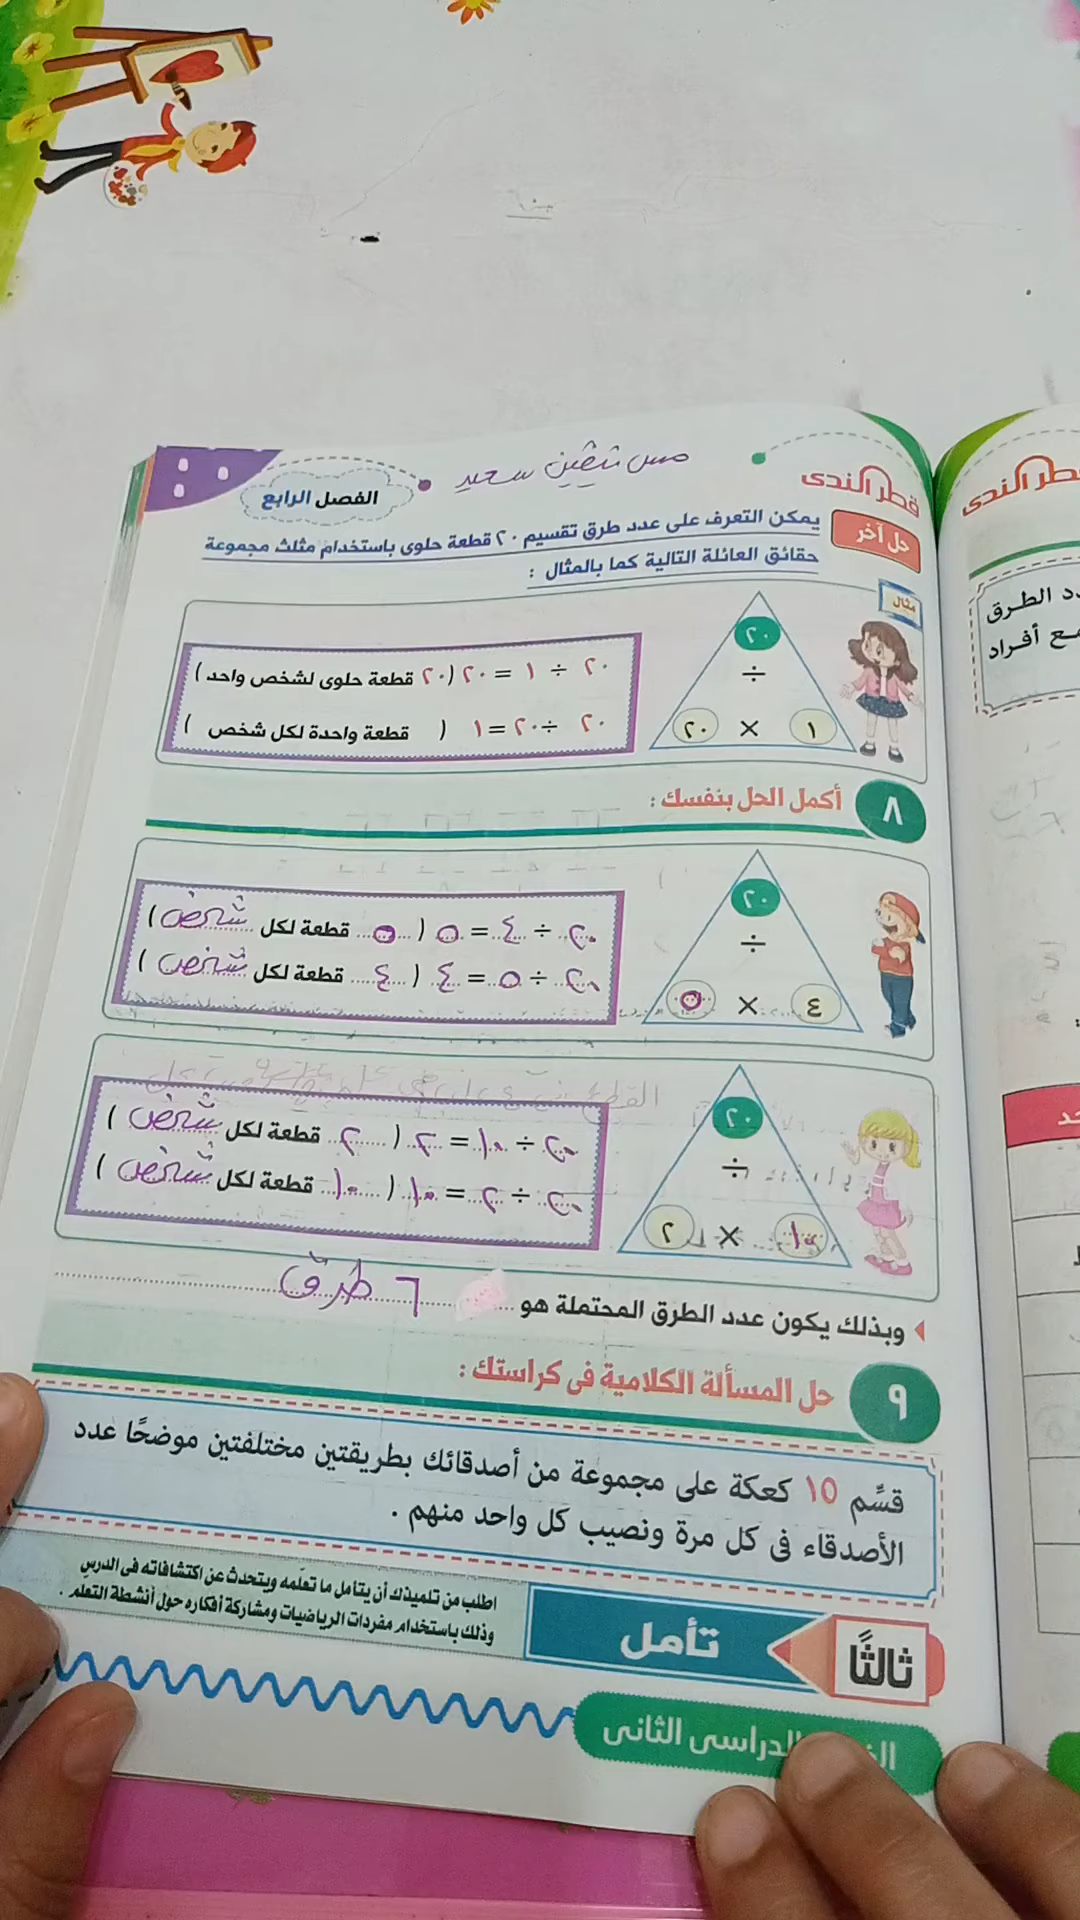 قطر الندى
مس شيرين سعيد
الفصل الرابع
حل آخر
يمكن التعرف على عدد طرق تقسيم ٢٠ قطعة حلوى باستخدام مثلث مجموعة
حقائق العائلة التالية كما بالمثال :
مثال
٢٠
÷
١ × ٢٠
٢٠ ÷ ١ = ٢٠ (٢٠ قطعة حلوى لشخص واحد)
٢٠ ÷ ٢٠ = ١ ( قطعة واحدة لكل شخص )
٨ أكمل الحل بنفسك :
٢٠
÷
٤ × ٥
٢٠ ÷ ٤ = ٥ ( ٥ قطعة لكل شخص )
٢٠ ÷ ٥ = ٤ ( ٤ قطعة لكل شخص )
٢٠
÷
١٠ × ٢
٢٠ ÷ ١٠ = ٢ ( ٢ قطعة لكل شخص )
٢٠ ÷ ٢ = ١٠ ( ١٠ قطعة لكل شخص )
وبذلك يكون عدد الطرق المحتملة هو ٦ طرق
٩ حل المسألة الكلامية فى كراستك :
قسِّم ١٥ كعكة على مجموعة من أصدقائك بطريقتين مختلفتين موضحًا عدد
الأصدقاء فى كل مرة ونصيب كل واحد منهم .
ثالثًا
تأمل
اطلب من تلميذك أن يتأمل ما تعلمه ويتحدث عن اكتشافاته فى الدرس
وذلك باستخدام مفردات الرياضيات ومشاركة أفكاره حول أنشطة التعلم .
الدراسى الثانى
قطر الندى
دد الطرق
أفراد